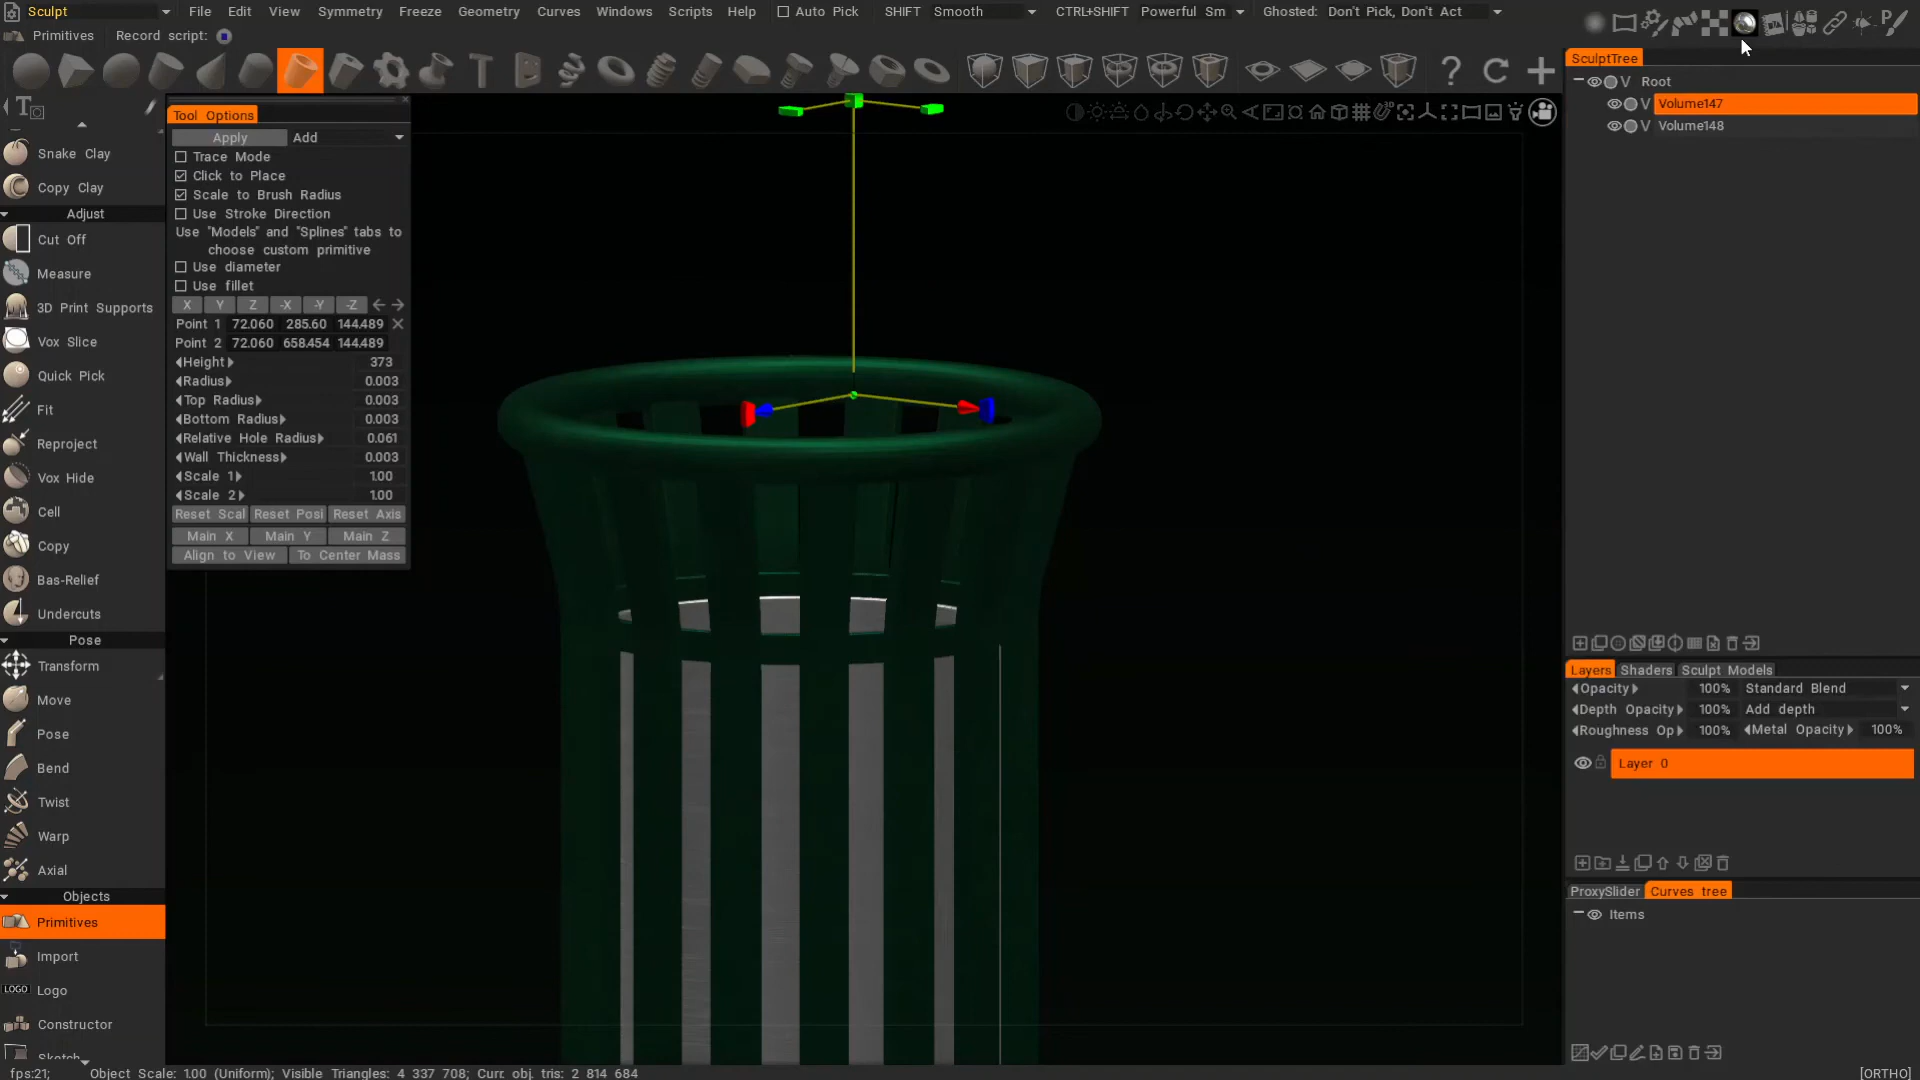 Sculpt File Edit View Symmetry Freeze Geometry Curves Windows Scripts Help Auto Pick SHIFT Smooth CTRL+SHIFT Powerful Sm Ghosted: Don't Pick, Don't Act
Primitives Record script:
Tool Options
Apply Add
Trace Mode
Click to Place
Scale to Brush Radius
Use Stroke Direction
Use "Models" and "Splines" tabs to
choose custom primitive
Use diameter
Use fillet
X Y Z -X -Y -Z
Point 1 72.060 285.60 144.489
Point 2 72.060 658.454 144.489
Height 373
Radius 0.003
Top Radius 0.003
Bottom Radius 0.003
Relative Hole Radius 0.061
Wall Thickness 0.003
Scale 1 1.00
Scale 2 1.00
Reset Scal Reset Posi Reset Axis
Main X Main Y Main Z
Align to View To Center Mass
Snake Clay
Copy Clay
Adjust
Cut Off
Measure
3D Print Supports
Vox Slice
Quick Pick
Fit
Reproject
Vox Hide
Cell
Copy
Bas-Relief
Undercuts
Pose
Transform
Move
Pose
Bend
Twist
Warp
Axial
Objects
Primitives
Import
LOGO Logo
Constructor
Sketch
SculptTree
V Root
V Volume147
V Volume148
Layers Shaders Sculpt Models
Opacity 100% Standard Blend
Depth Opacity 100% Add depth
Roughness Op 100% Metal Opacity 100%
Layer 0
ProxySlider Curves tree
Items
fps:21; Object Scale: 1.00 (Uniform); Visible Triangles: 4 337 708; Curr. obj. tris: 2 814 684 [ORTHO]